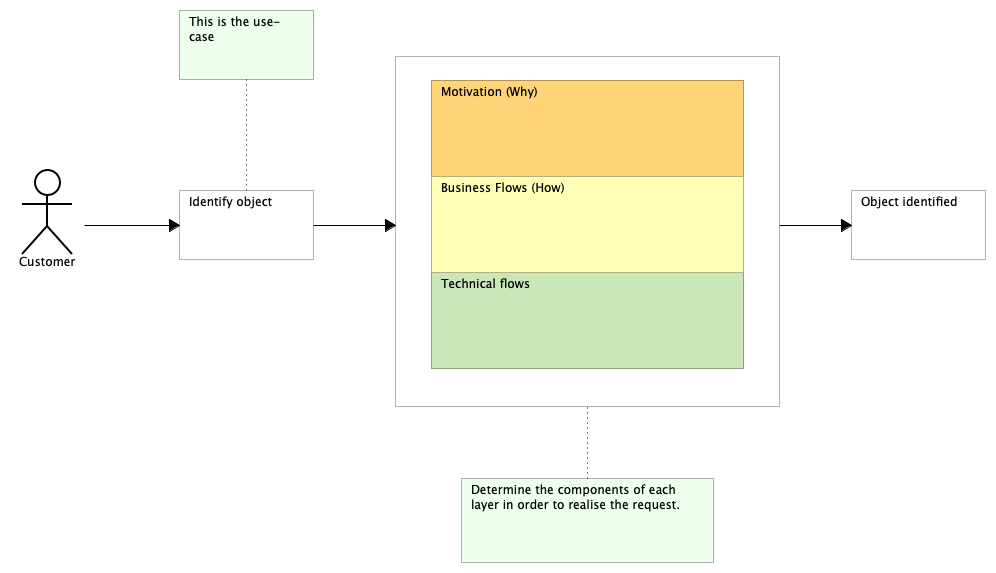 This is the use-
case
Motivation (Why)
Business Flows (How)
Identify object
Object identified
Customer
Technical flows
Determine the components of each
layer in order to realise the request.